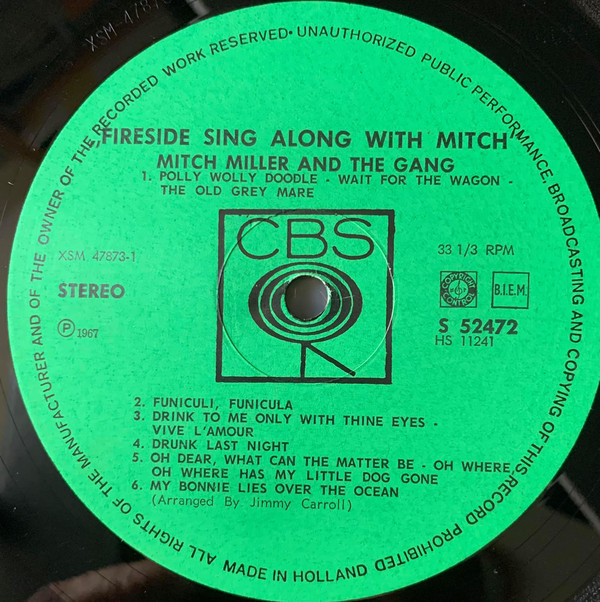 XSM 4787
ALL RIGHTS OF THE MANUFACTURER AND OF THE OWNER OF THE RECORDED WORK RESERVED · UNAUTHORIZED PUBLIC PERFORMANCE, BROADCASTING AND COPYING OF THIS RECORD PROHIBITED
„FIRESIDE SING ALONG WITH MITCH”
MITCH MILLER AND THE GANG
1. POLLY WOLLY DOODLE - WAIT FOR THE WAGON -
THE OLD GREY MARE
CBS
XSM 47873-1
33 1/3 RPM
STEREO
COPYRIGHT CONTROL
B.I.E.M.
S 52472
HS 11241
Ⓟ 1967
2. FUNICULI, FUNICULA
3. DRINK TO ME ONLY WITH THINE EYES -
VIVE L'AMOUR
4. DRUNK LAST NIGHT
5. OH DEAR, WHAT CAN THE MATTER BE - OH WHERE,
OH WHERE HAS MY LITTLE DOG GONE
6. MY BONNIE LIES OVER THE OCEAN
(Arranged By Jimmy Carroll)
MADE IN HOLLAND